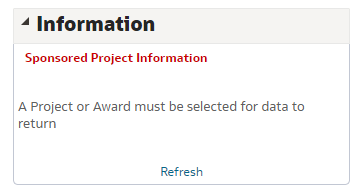 Information
Sponsored Project Information
A Project or Award must be selected for data to
return
Refresh